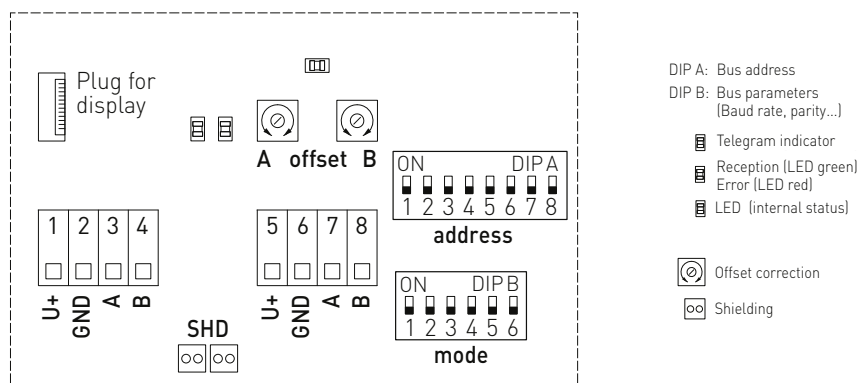 Plug for
display
A offset B
ON DIP A
1 2 3 4 5 6 7 8
address
1 2 3 4
U+ GND A B
5 6 7 8
U+ GND A B
SHD
ON DIP B
1 2 3 4 5 6
mode
DIP A: Bus address
DIP B: Bus parameters
(Baud rate, parity...)
Telegram indicator
Reception (LED green)
Error (LED red)
LED (internal status)
Offset correction
Shielding